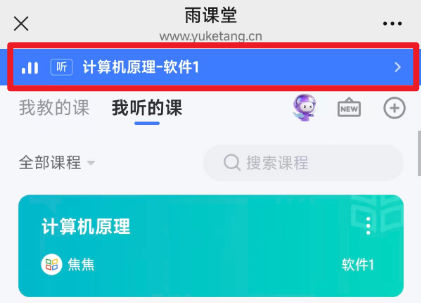 雨课堂
www.yuketang.cn
听 计算机原理-软件1
我教的课 我听的课 NEW
全部课程 搜索课程
计算机原理
焦焦 软件1